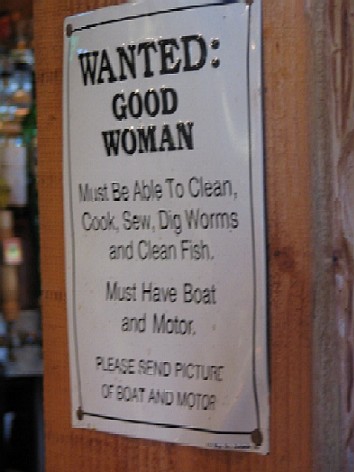 WANTED:
GOOD
WOMAN
Must Be Able To Clean,
Cook, Sew, Dig Worms
and Clean Fish.
Must Have Boat
and Motor.
PLEASE SEND PICTURE
OF BOAT AND MOTOR